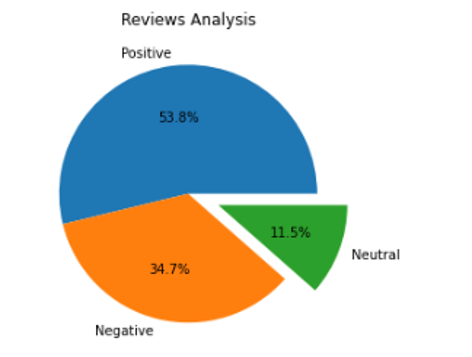 Reviews Analysis
Positive
53.8%
11.5%
Neutral
34.7%
Negative